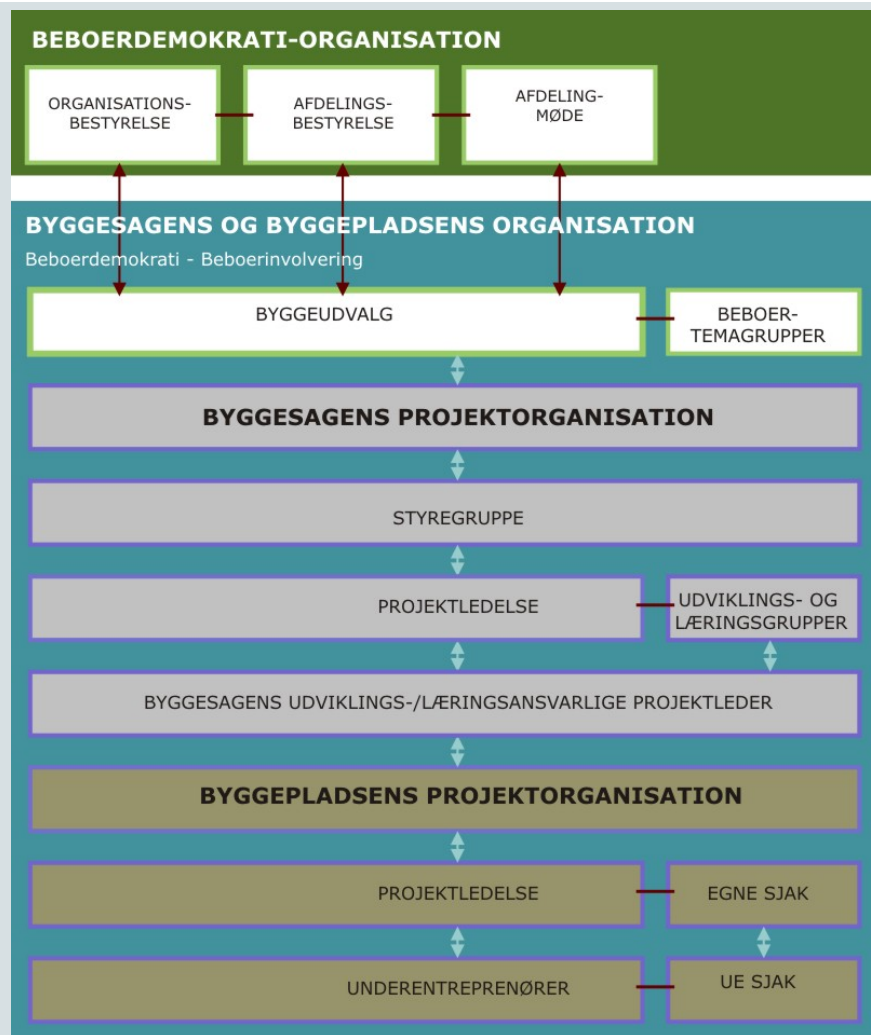 BEBOERDEMOKRATI-ORGANISATION
ORGANISATIONS-
BESTYRELSE
AFDELINGS-
BESTYRELSE
AFDELING-
MØDE
BYGGESAGENS OG BYGGEPLADSENS ORGANISATION
Beboerdemokrati - Beboerinvolvering
BYGGEUDVALG
BEBOER-
TEMAGRUPPER
BYGGESAGENS PROJEKTORGANISATION
STYREGRUPPE
PROJEKTLEDELSE
UDVIKLINGS- OG
LÆRINGSGRUPPER
BYGGESAGENS UDVIKLINGS-/LÆRINGSANSVARLIGE PROJEKTLEDER
BYGGEPLADSENS PROJEKTORGANISATION
PROJEKTLEDELSE
EGNE SJAK
UNDERENTREPRENØRER
UE SJAK